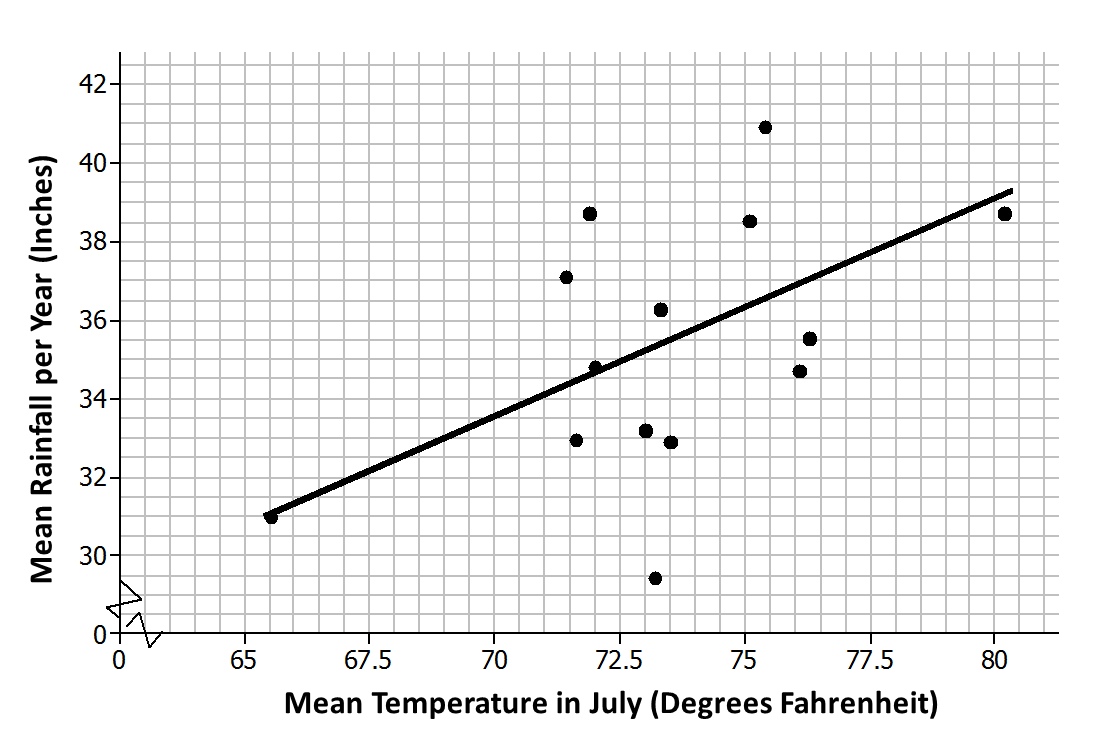 Mean Rainfall per Year (Inches)
42
40
38
36
34
32
30
0
0 65 67.5 70 72.5 75 77.5 80
Mean Temperature in July (Degrees Fahrenheit)